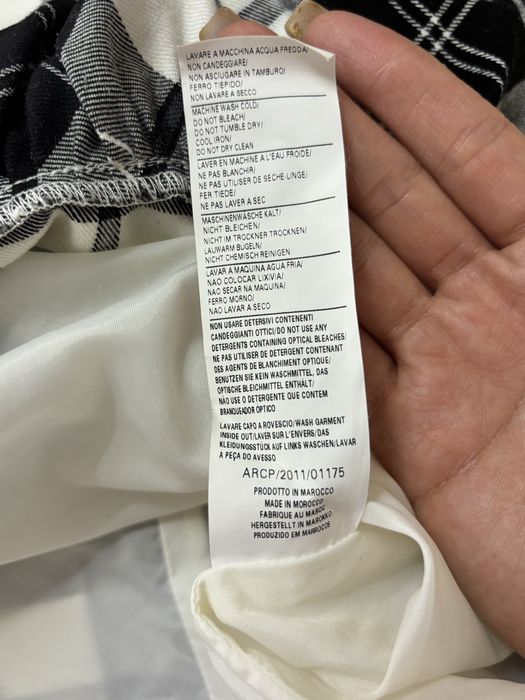 LAVARE A MACCHINA ACQUA FREDDA/
NON CANDEGGIARE/
NON ASCIUGARE IN TAMBURO/
FERRO TIEPIDO/
NON LAVARE A SECCO
MACHINE WASH COLD/
DO NOT BLEACH/
DO NOT TUMBLE DRY/
COOL IRON/
DO NOT DRY CLEAN
LAVER EN MACHINE A L'EAU FROIDE/
NE PAS BLANCHIR/
NE PAS UTILISER DE SECHE-LINGE/
FER TIEDE/
NE PAS LAVER A SEC
MASCHINENWÄSCHE KALT/
NICHT BLEICHEN/
NICHT IM TROCKNER TROCKNEN/
LAUWARM BÜGELN/
NICHT CHEMISCH REINIGEN
LAVAR A MAQUINA AGUA FRIA/
NAO COLOCAR LIXIVIA/
NAO SECAR NA MAQUINA/
FERRO MORNO/
NAO LAVAR A SECO
NON USARE DETERSIVI CONTENENTI
CANDEGGIANTI OTTICI/DO NOT USE ANY
DETERGENTS CONTAINING OPTICAL BLEACHES/
NE PAS UTILISER DE DETERGENT CONTENANT
DES AGENTS DE BLANCHIMENT OPTIQUE/
BENUTZEN SIE KEIN WASCHMITTEL, DAS
OPTISCHE BLEICHMITTEL ENTHÄLT/
NÃO USE O DETERGENTE QUE CONTEM
BRANQUEADOR OPTICO
LAVARE CAPO A ROVESCIO/WASH GARMENT
INSIDE OUT/LAVER SUR L'ENVERS/DAS
KLEIDUNGSSTÜCK AUF LINKS WASCHEN/LAVAR
A PEÇA DO AVESSO
ARCP/2011/01175
PRODOTTO IN MAROCCO
MADE IN MOROCCO
FABRIQUE AU MAROC
HERGESTELLT IN MAROKKO
PRODUZIDO EM MARROCOS